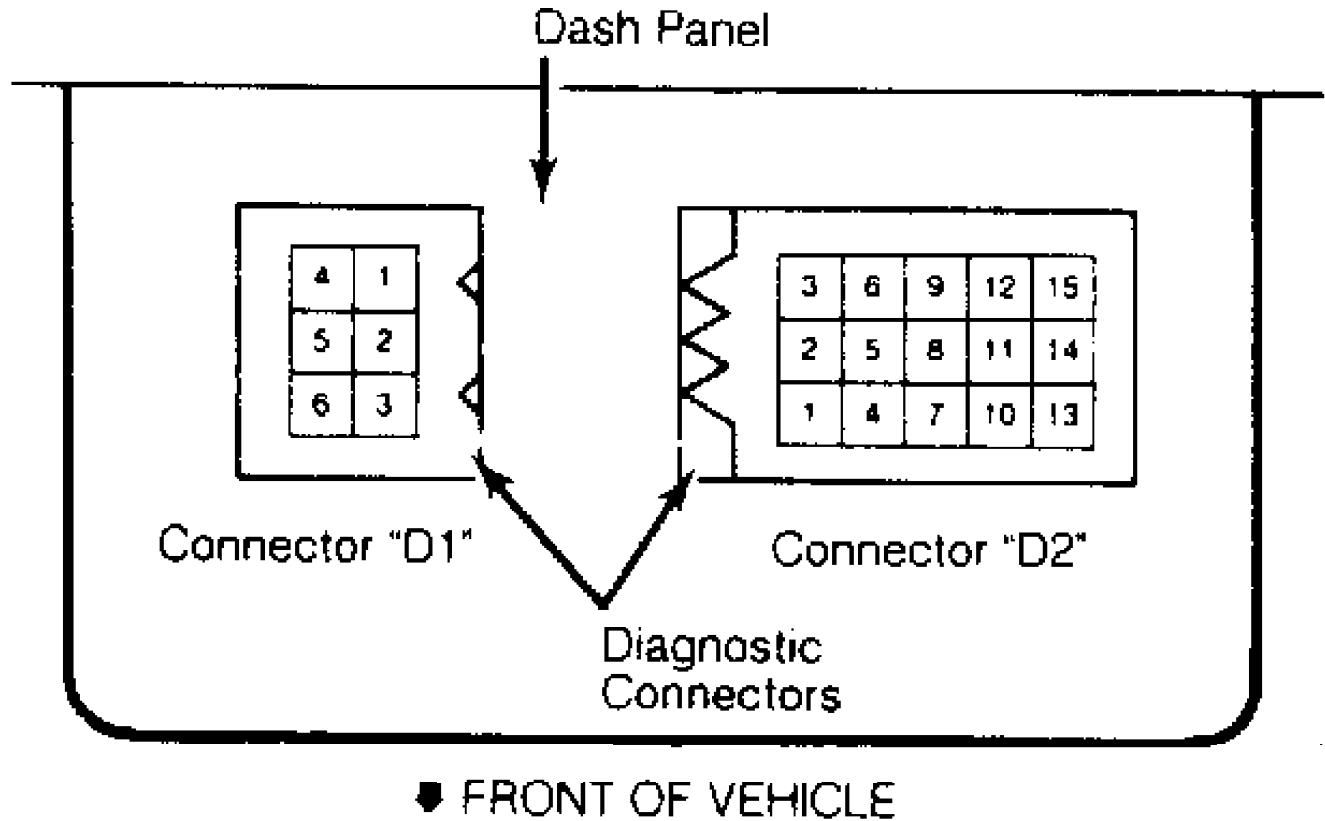 Dash Panel
4 1
5 2
6 3
3 6 9 12 15
2 5 8 11 14
1 4 7 10 13
Connector "D1"
Connector "D2"
Diagnostic
Connectors
FRONT OF VEHICLE